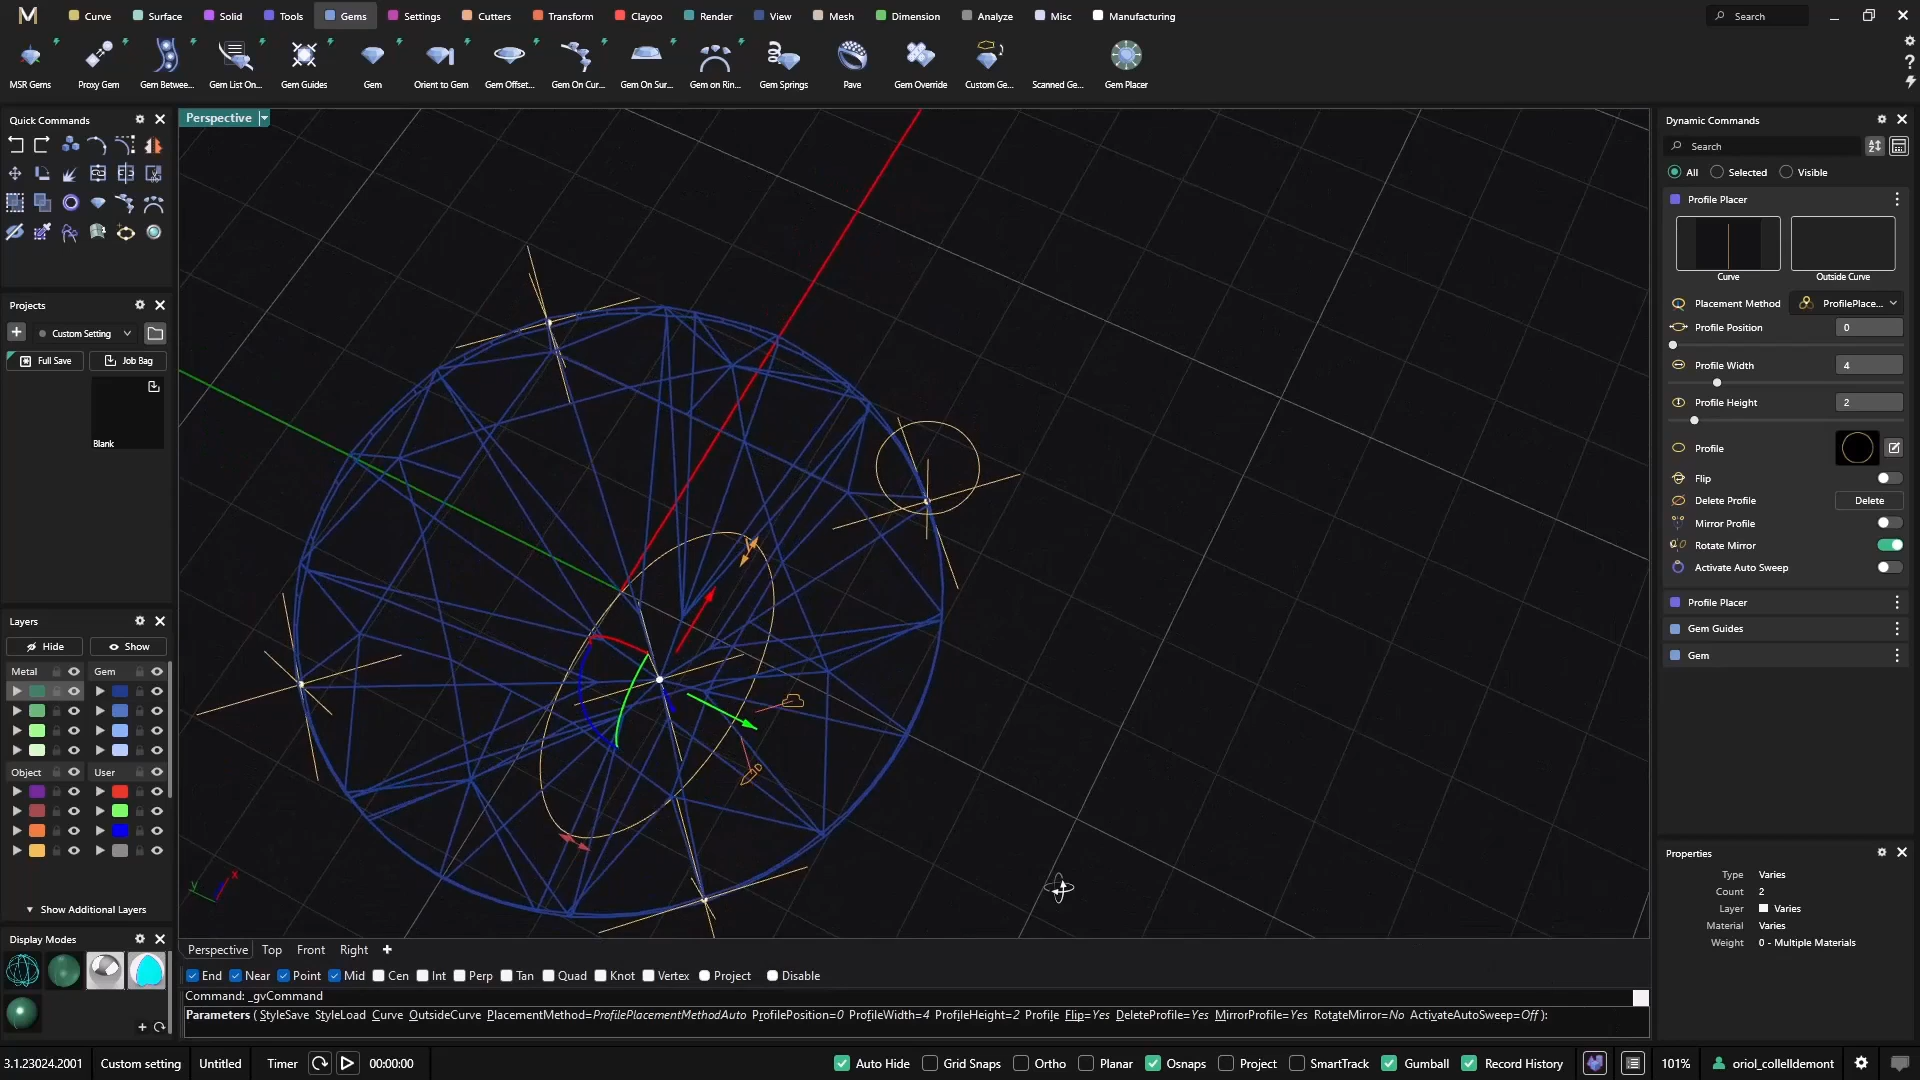 M Curve Surface Solid Tools Gems Settings Cutters Transform Clayoo Render View Mesh Dimension Analyze Misc Manufacturing Search
MSR Gems Proxy Gem Gem Betwee... Gem List On... Gem Guides Gem Orient to Gem Gem Offset... Gem On Cur... Gem On Sur... Gem on Rin... Gem Springs Pave Gem Override Custom Ge... Scanned Ge... Gem Placer
Quick Commands
Projects
Custom Setting
Full Save Job Bag
Blank
Layers
Hide Show
Metal Gem
Object User
Show Additional Layers
Display Modes
Perspective
x
y
Perspective Top Front Right
End Near Point Mid Cen Int Perp Tan Quad Knot Vertex Project Disable
Command: _gvCommand
Parameters ( StyleSave StyleLoad Curve OutsideCurve PlacementMethod=ProfilePlacementMethodAuto ProfilePosition=0 ProfileWidth=4 ProfileHeight=2 Profile Flip=Yes DeleteProfile=Yes MirrorProfile=Yes RotateMirror=No ActivateAutoSweep=Off ):
Dynamic Commands
Search
All Selected Visible
Profile Placer
Curve Outside Curve
Placement Method ProfilePlace...
Profile Position 0
Profile Width 4
Profile Height 2
Profile
Flip
Delete Profile Delete
Mirror Profile
Rotate Mirror
Activate Auto Sweep
Profile Placer
Gem Guides
Gem
Properties
Type Varies
Count 2
Layer Varies
Material Varies
Weight 0 - Multiple Materials
3.1.23024.2001 Custom setting Untitled Timer 00:00:00 Auto Hide Grid Snaps Ortho Planar Osnaps Project SmartTrack Gumball Record History 101% oriol_collelldemont